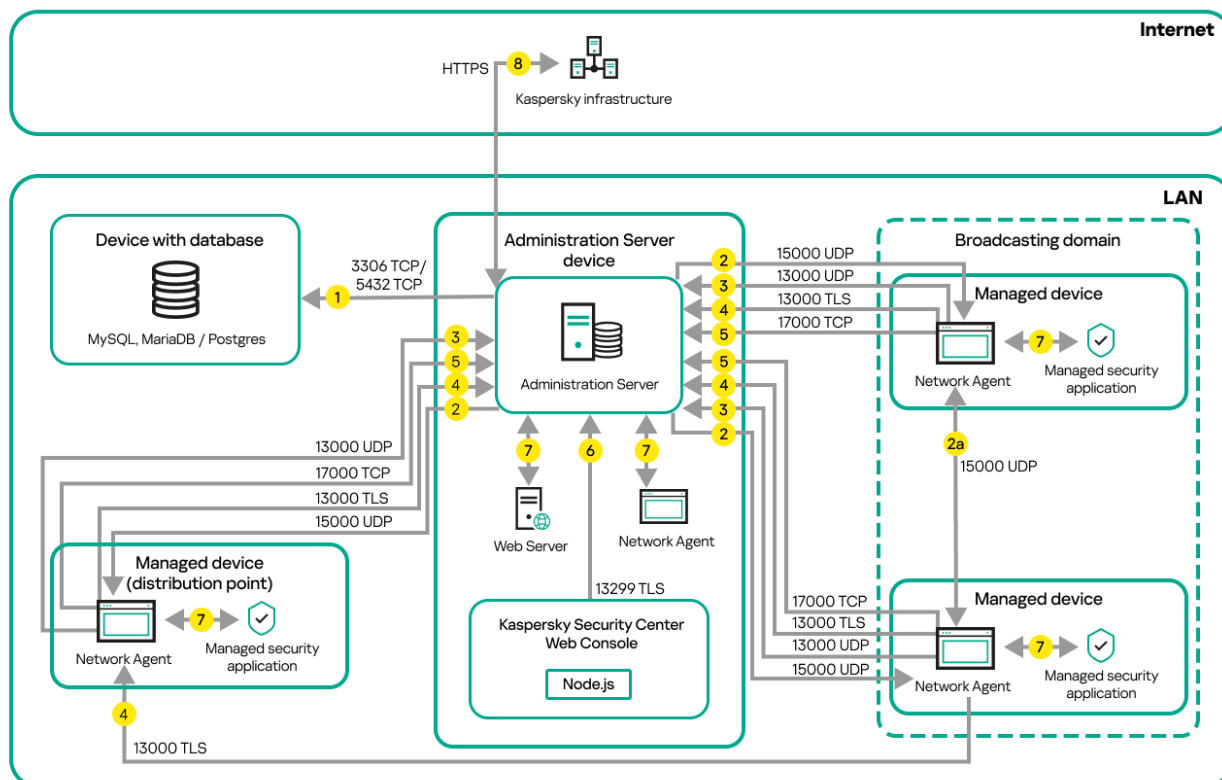 Internet
HTTPS
8
Kaspersky infrastructure
LAN
Device with database
MySQL, MariaDB / Postgres
3306 TCP/
5432 TCP
1
Administration Server
device
Administration Server
3
5
4
2
13000 UDP
17000 TCP
13000 TLS
15000 UDP
2
15000 UDP
3
13000 UDP
4
13000 TLS
5
17000 TCP
5
4
3
2
Broadcasting domain
Managed device
Network Agent
7
Managed security
application
2a
15000 UDP
7
Web Server
6
7
Network Agent
13299 TLS
Kaspersky Security Center
Web Console
Node.js
Managed device
(distribution point)
Network Agent
7
Managed security
application
4
13000 TLS
17000 TCP
13000 TLS
13000 UDP
15000 UDP
Managed device
Network Agent
7
Managed security
application